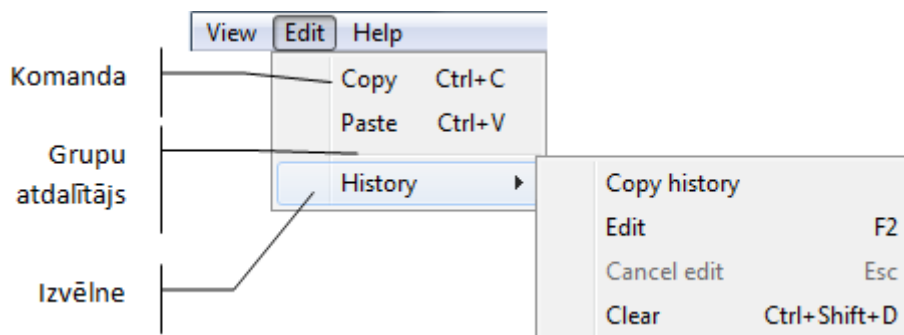 View Edit Help
Komanda
Copy Ctrl+C
Paste Ctrl+V
Grupu
atdalītājs
History
Copy history
Edit F2
Cancel edit Esc
Izvēlne
Clear Ctrl+Shift+D